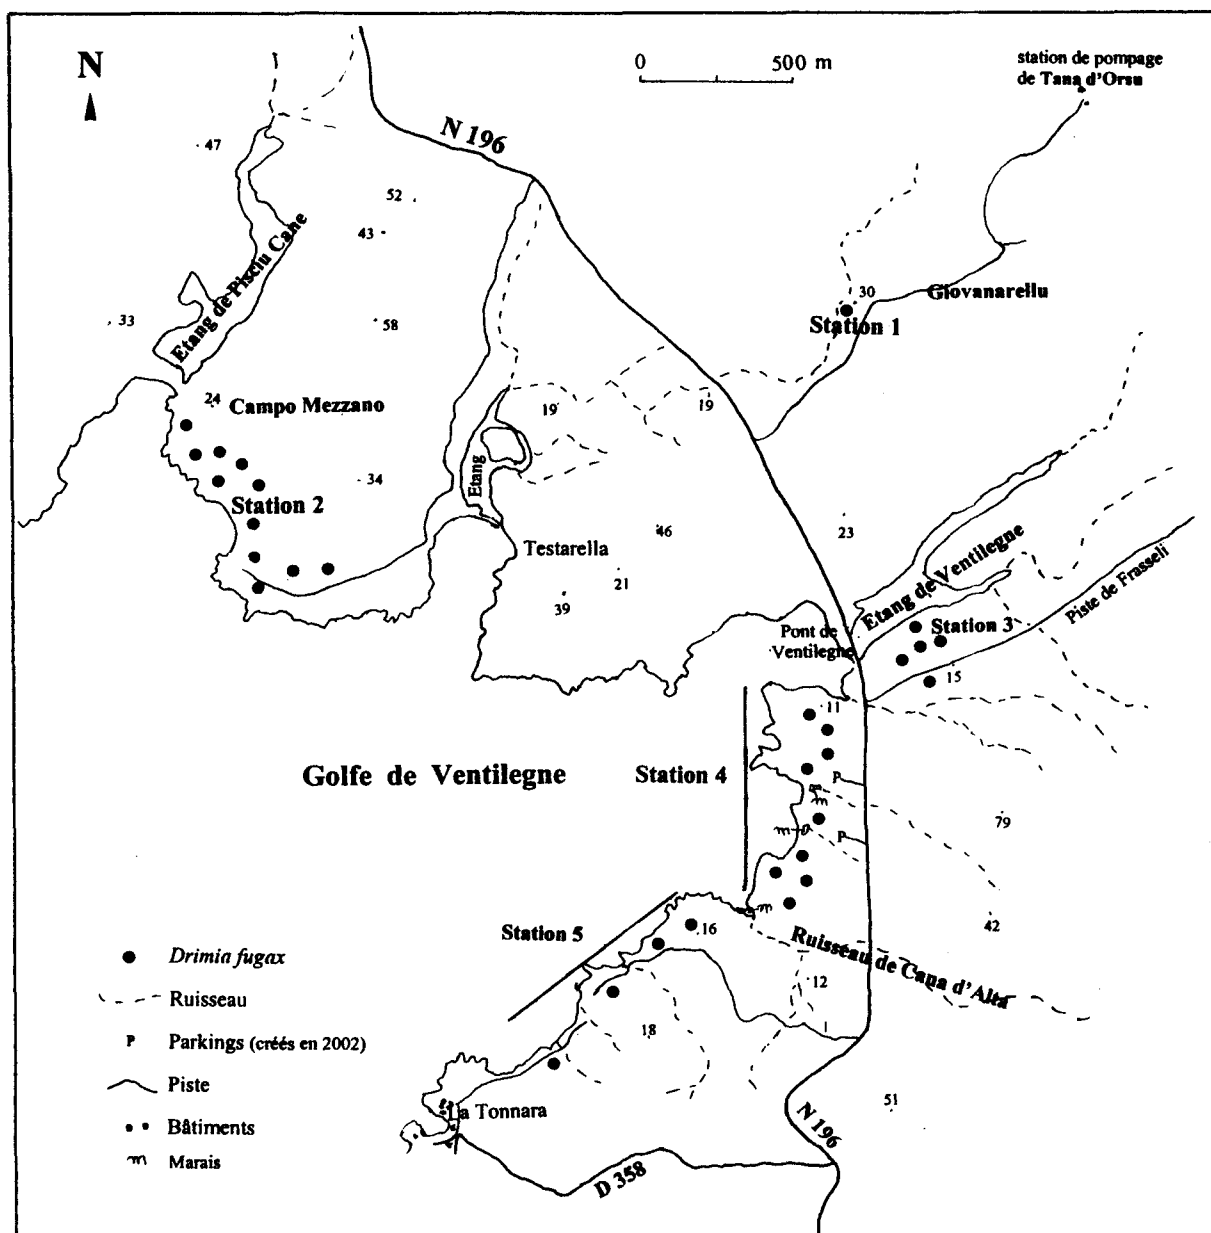 N
0 500 m
station de pompage
de Tana d'Orsu
N 196
47
52
43
Etang de Pisciu Cane
33
58
30
Giovanarellu
Station 1
24
Campo Mezzano
19
19
34
Station 2
Etang
46
23
Testarella
21
39
Etang de Ventilegne
Piste de Frasseli
Station 3
Pont de
Ventilegne
15
11
Golfe de Ventilegne
Station 4
P
m
m
P
79
m
42
Station 5
16
Ruisseau de Cana d'Alta
12
18
51
N 196
La Tonnara
D 358
Drimia fugax
Ruisseau
P Parkings (créés en 2002)
Piste
Bâtiments
m Marais